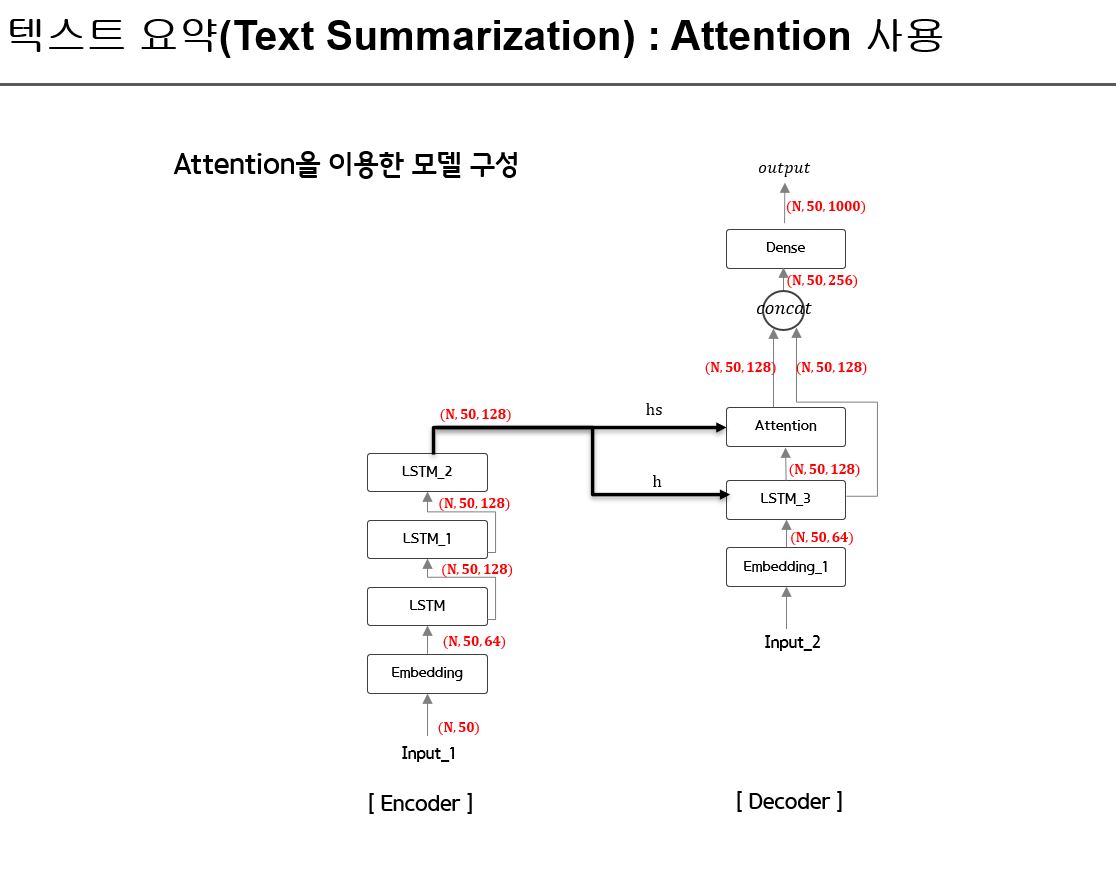 텍스트 요약(Text Summarization) : Attention 사용
Attention을 이용한 모델 구성
output
(N, 50, 1000)
Dense
(N, 50, 256)
concat
(N, 50, 128)
(N, 50, 128)
Attention
(N, 50, 128)
LSTM_3
(N, 50, 64)
Embedding_1
Input_2
hs
h
(N, 50, 128)
LSTM_2
(N, 50, 128)
LSTM_1
(N, 50, 128)
LSTM
(N, 50, 64)
Embedding
(N, 50)
Input_1
[ Encoder ]
[ Decoder ]